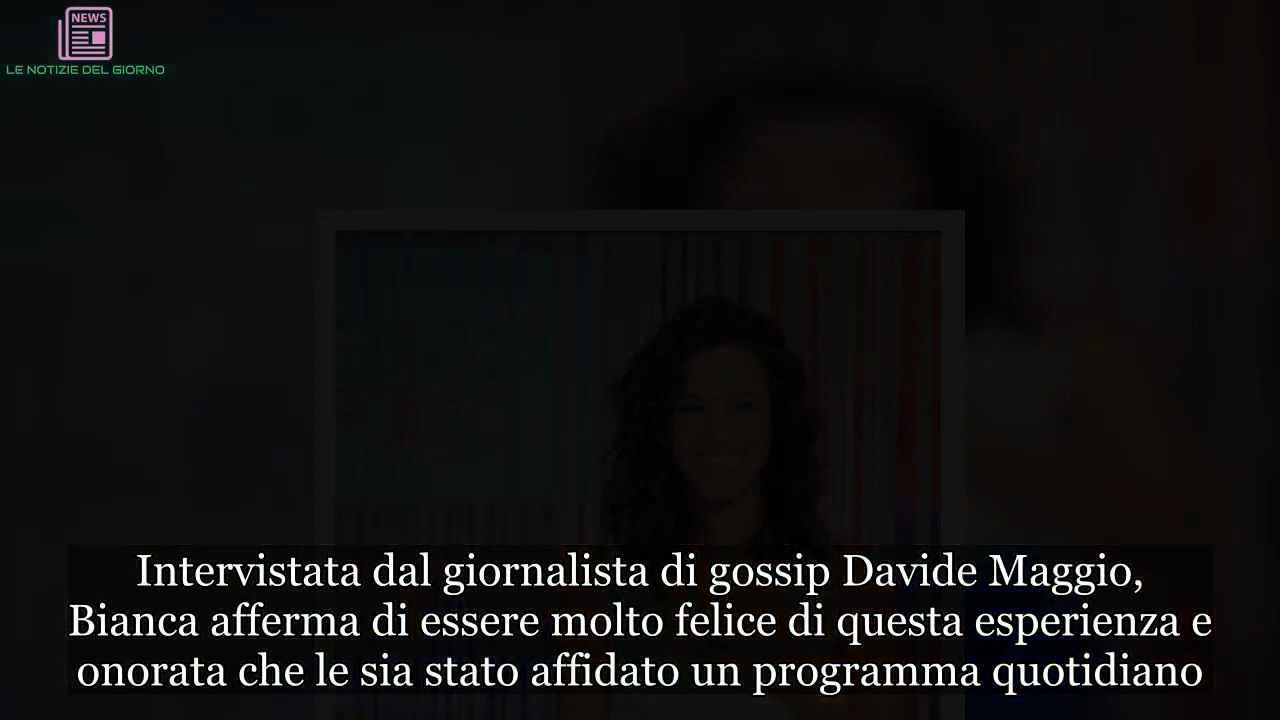 NEWS
LE NOTIZIE DEL GIORNO
Intervistata dal giornalista di gossip Davide Maggio,
Bianca afferma di essere molto felice di questa esperienza e
onorata che le sia stato affidato un programma quotidiano